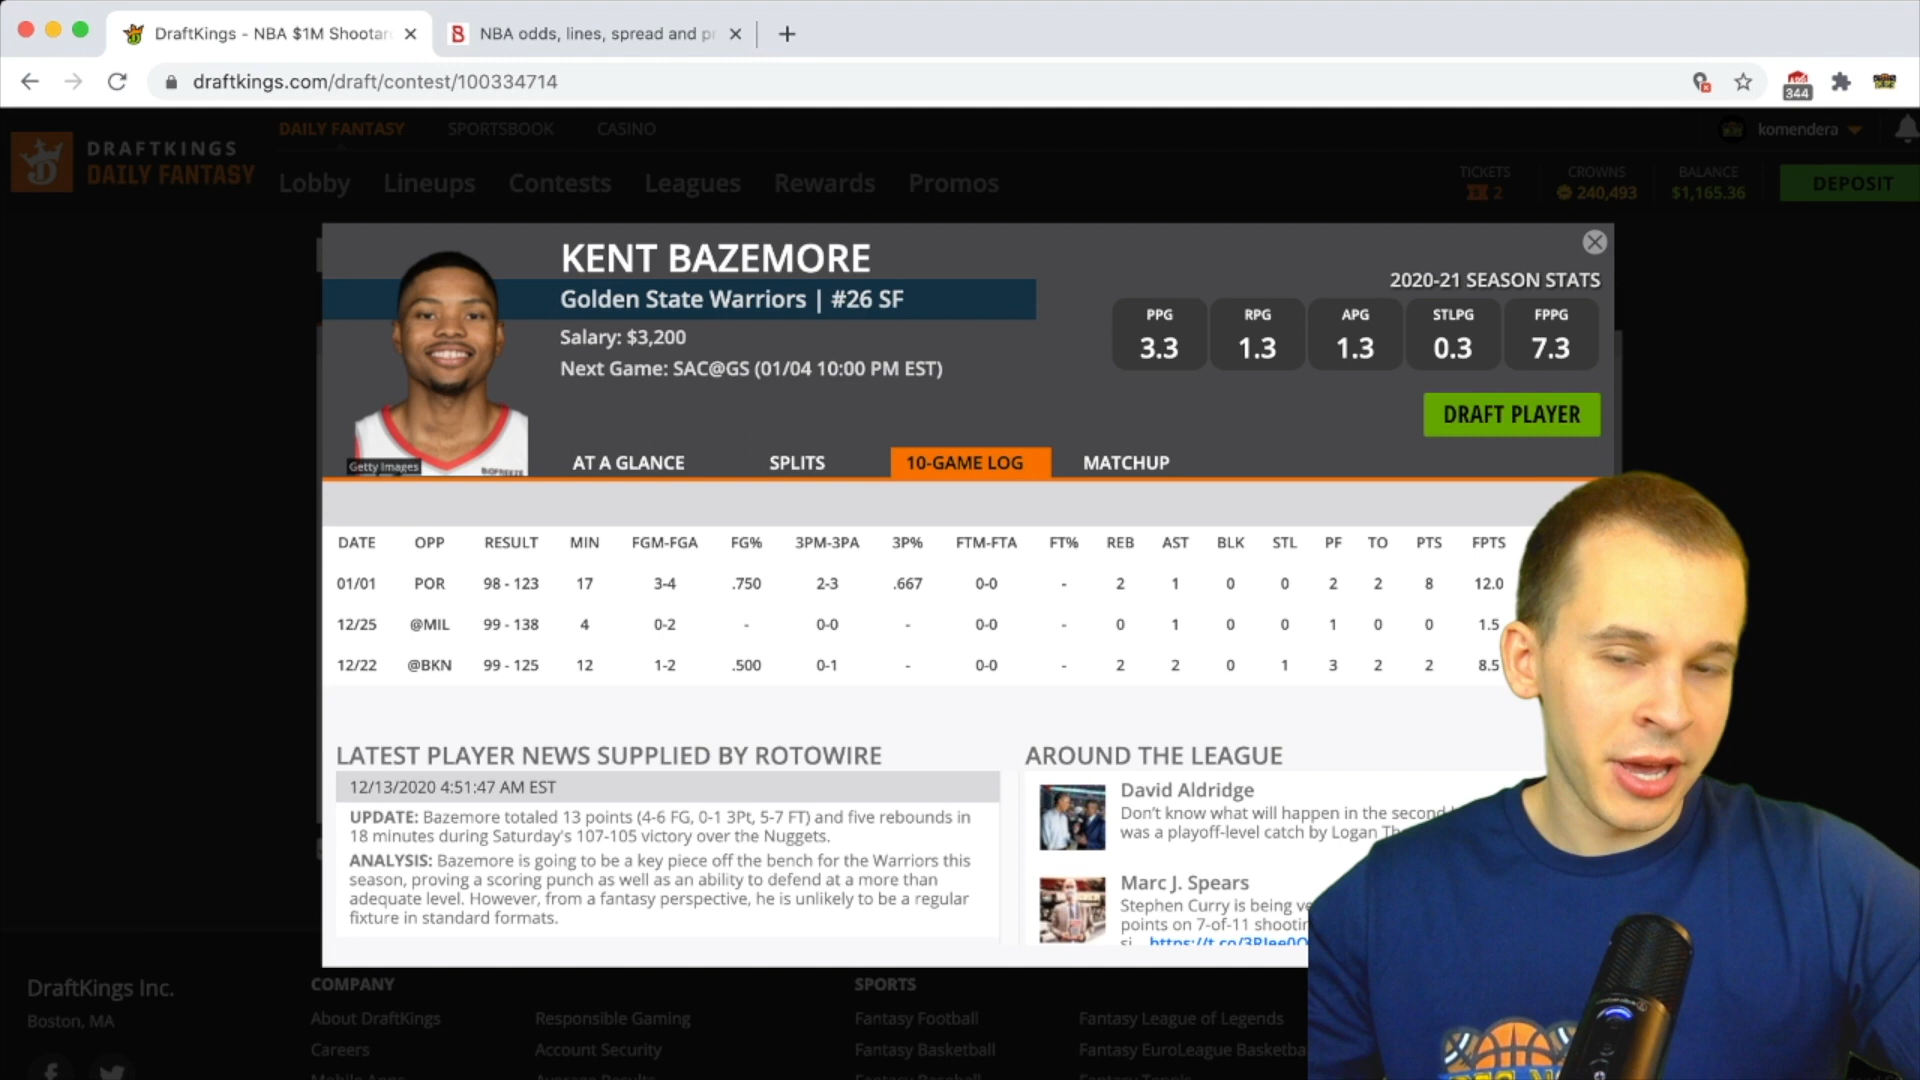 DraftKings - NBA $1M Shootar
NBA odds, lines, spread and pr
draftkings.com/draft/contest/100334714
344
DRAFTKINGS
DAILY FANTASY
DAILY FANTASY SPORTSBOOK CASINO
komendera
Lobby Lineups Contests Leagues Rewards Promos
TICKETS
2
CROWNS
240,493
BALANCE
$1,165.36
DEPOSIT
KENT BAZEMORE
Golden State Warriors | #26 SF
Salary: $3,200
Next Game: SAC@GS (01/04 10:00 PM EST)
2020-21 SEASON STATS
PPG RPG APG STLPG FPPG
3.3 1.3 1.3 0.3 7.3
DRAFT PLAYER
Getty Images
AT A GLANCE SPLITS 10-GAME LOG MATCHUP
DATE OPP RESULT MIN FGM-FGA FG% 3PM-3PA 3P% FTM-FTA FT% REB AST BLK STL PF TO PTS FPTS
01/01 POR 98 - 123 17 3-4 .750 2-3 .667 0-0 - 2 1 0 0 2 2 8 12.0
12/25 @MIL 99 - 138 4 0-2 - 0-0 - 0-0 - 0 1 0 0 1 0 0 1.5
12/22 @BKN 99 - 125 12 1-2 .500 0-1 - 0-0 - 2 2 0 1 3 2 2 8.5
LATEST PLAYER NEWS SUPPLIED BY ROTOWIRE
12/13/2020 4:51:47 AM EST
UPDATE: Bazemore totaled 13 points (4-6 FG, 0-1 3Pt, 5-7 FT) and five rebounds in
18 minutes during Saturday's 107-105 victory over the Nuggets.
ANALYSIS: Bazemore is going to be a key piece off the bench for the Warriors this
season, proving a scoring punch as well as an ability to defend at a more than
adequate level. However, from a fantasy perspective, he is unlikely to be a regular
fixture in standard formats.
AROUND THE LEAGUE
David Aldridge
Don't know what will happen in the second
was a playoff-level catch by Logan Th
Marc J. Spears
Stephen Curry is being ve
points on 7-of-11 shootin
si... https://t.co/3RIee0O
DraftKings Inc.
Boston, MA
COMPANY
About DraftKings
Careers
Responsible Gaming
Account Security
SPORTS
Fantasy Football
Fantasy Basketball
Fantasy League of Legends
Fantasy EuroLeague Basketba